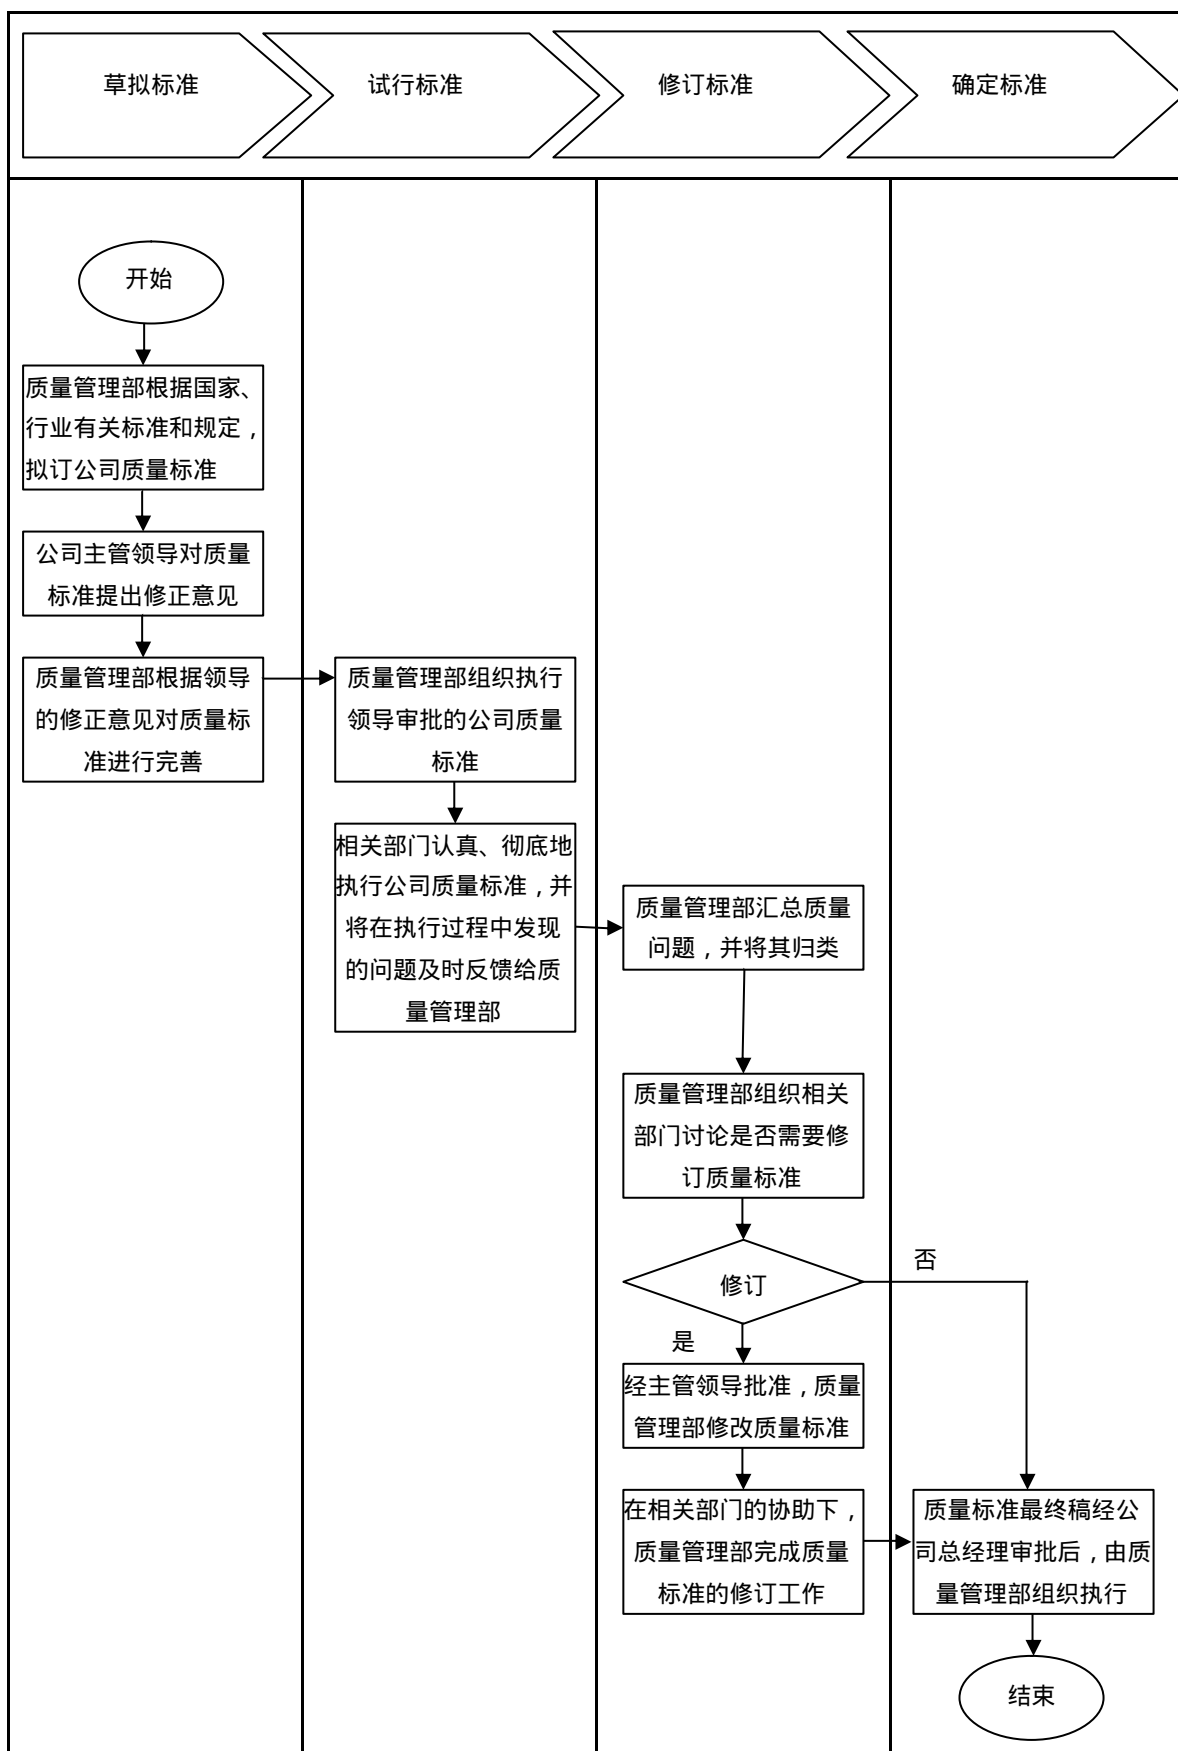 草拟标准
试行标准
修订标准
确定标准
开始
质量管理部根据国家、
行业有关标准和规定，
拟订公司质量标准
公司主管领导对质量
标准提出修正意见
质量管理部根据领导
的修正意见对质量标
准进行完善
质量管理部组织执行
领导审批的公司质量
标准
相关部门认真、彻底地
执行公司质量标准，并
将在执行过程中发现
的问题及时反馈给质
量管理部
质量管理部汇总质量
问题，并将其归类
质量管理部组织相关
部门讨论是否需要修
订质量标准
修订
否
是
经主管领导批准，质量
管理部修改质量标准
在相关部门的协助下，
质量管理部完成质量
标准的修订工作
质量标准最终稿经公
司总经理审批后，由质
量管理部组织执行
结束